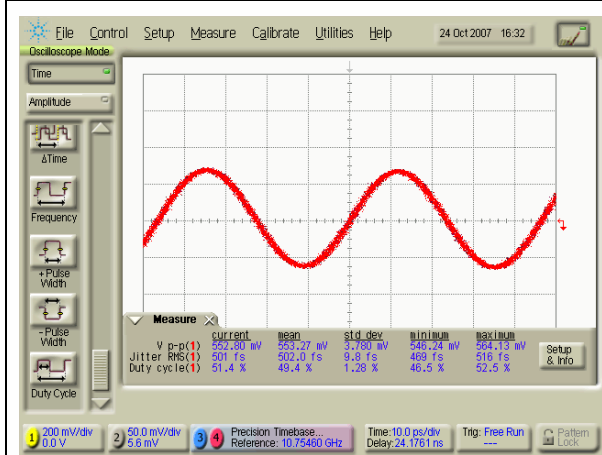 File Control Setup Measure Calibrate Utilities Help 24 Oct 2007 16:32
Oscilloscope Mode
Time
Amplitude
ΔTime
Frequency
+ Pulse
Width
- Pulse
Width
Duty Cycle
Measure
current mean std dev minimum maximum
V p-p(1) 552.80 mV 553.27 mV 3.780 mV 546.24 mV 564.13 mV
Jitter RMS(1) 501 fs 502.0 fs 9.8 fs 469 fs 516 fs
Duty cycle(1) 51.4 % 49.4 % 1.28 % 46.5 % 52.5 %
Setup
& Info
1 200 mV/div
0.0 V
2 50.0 mV/div
5.6 mV
3 4
Precision Timebase...
Reference: 10.75460 GHz
Time:10.0 ps/div
Delay:24.1761 ns
Trig: Free Run
---
Pattern
Lock